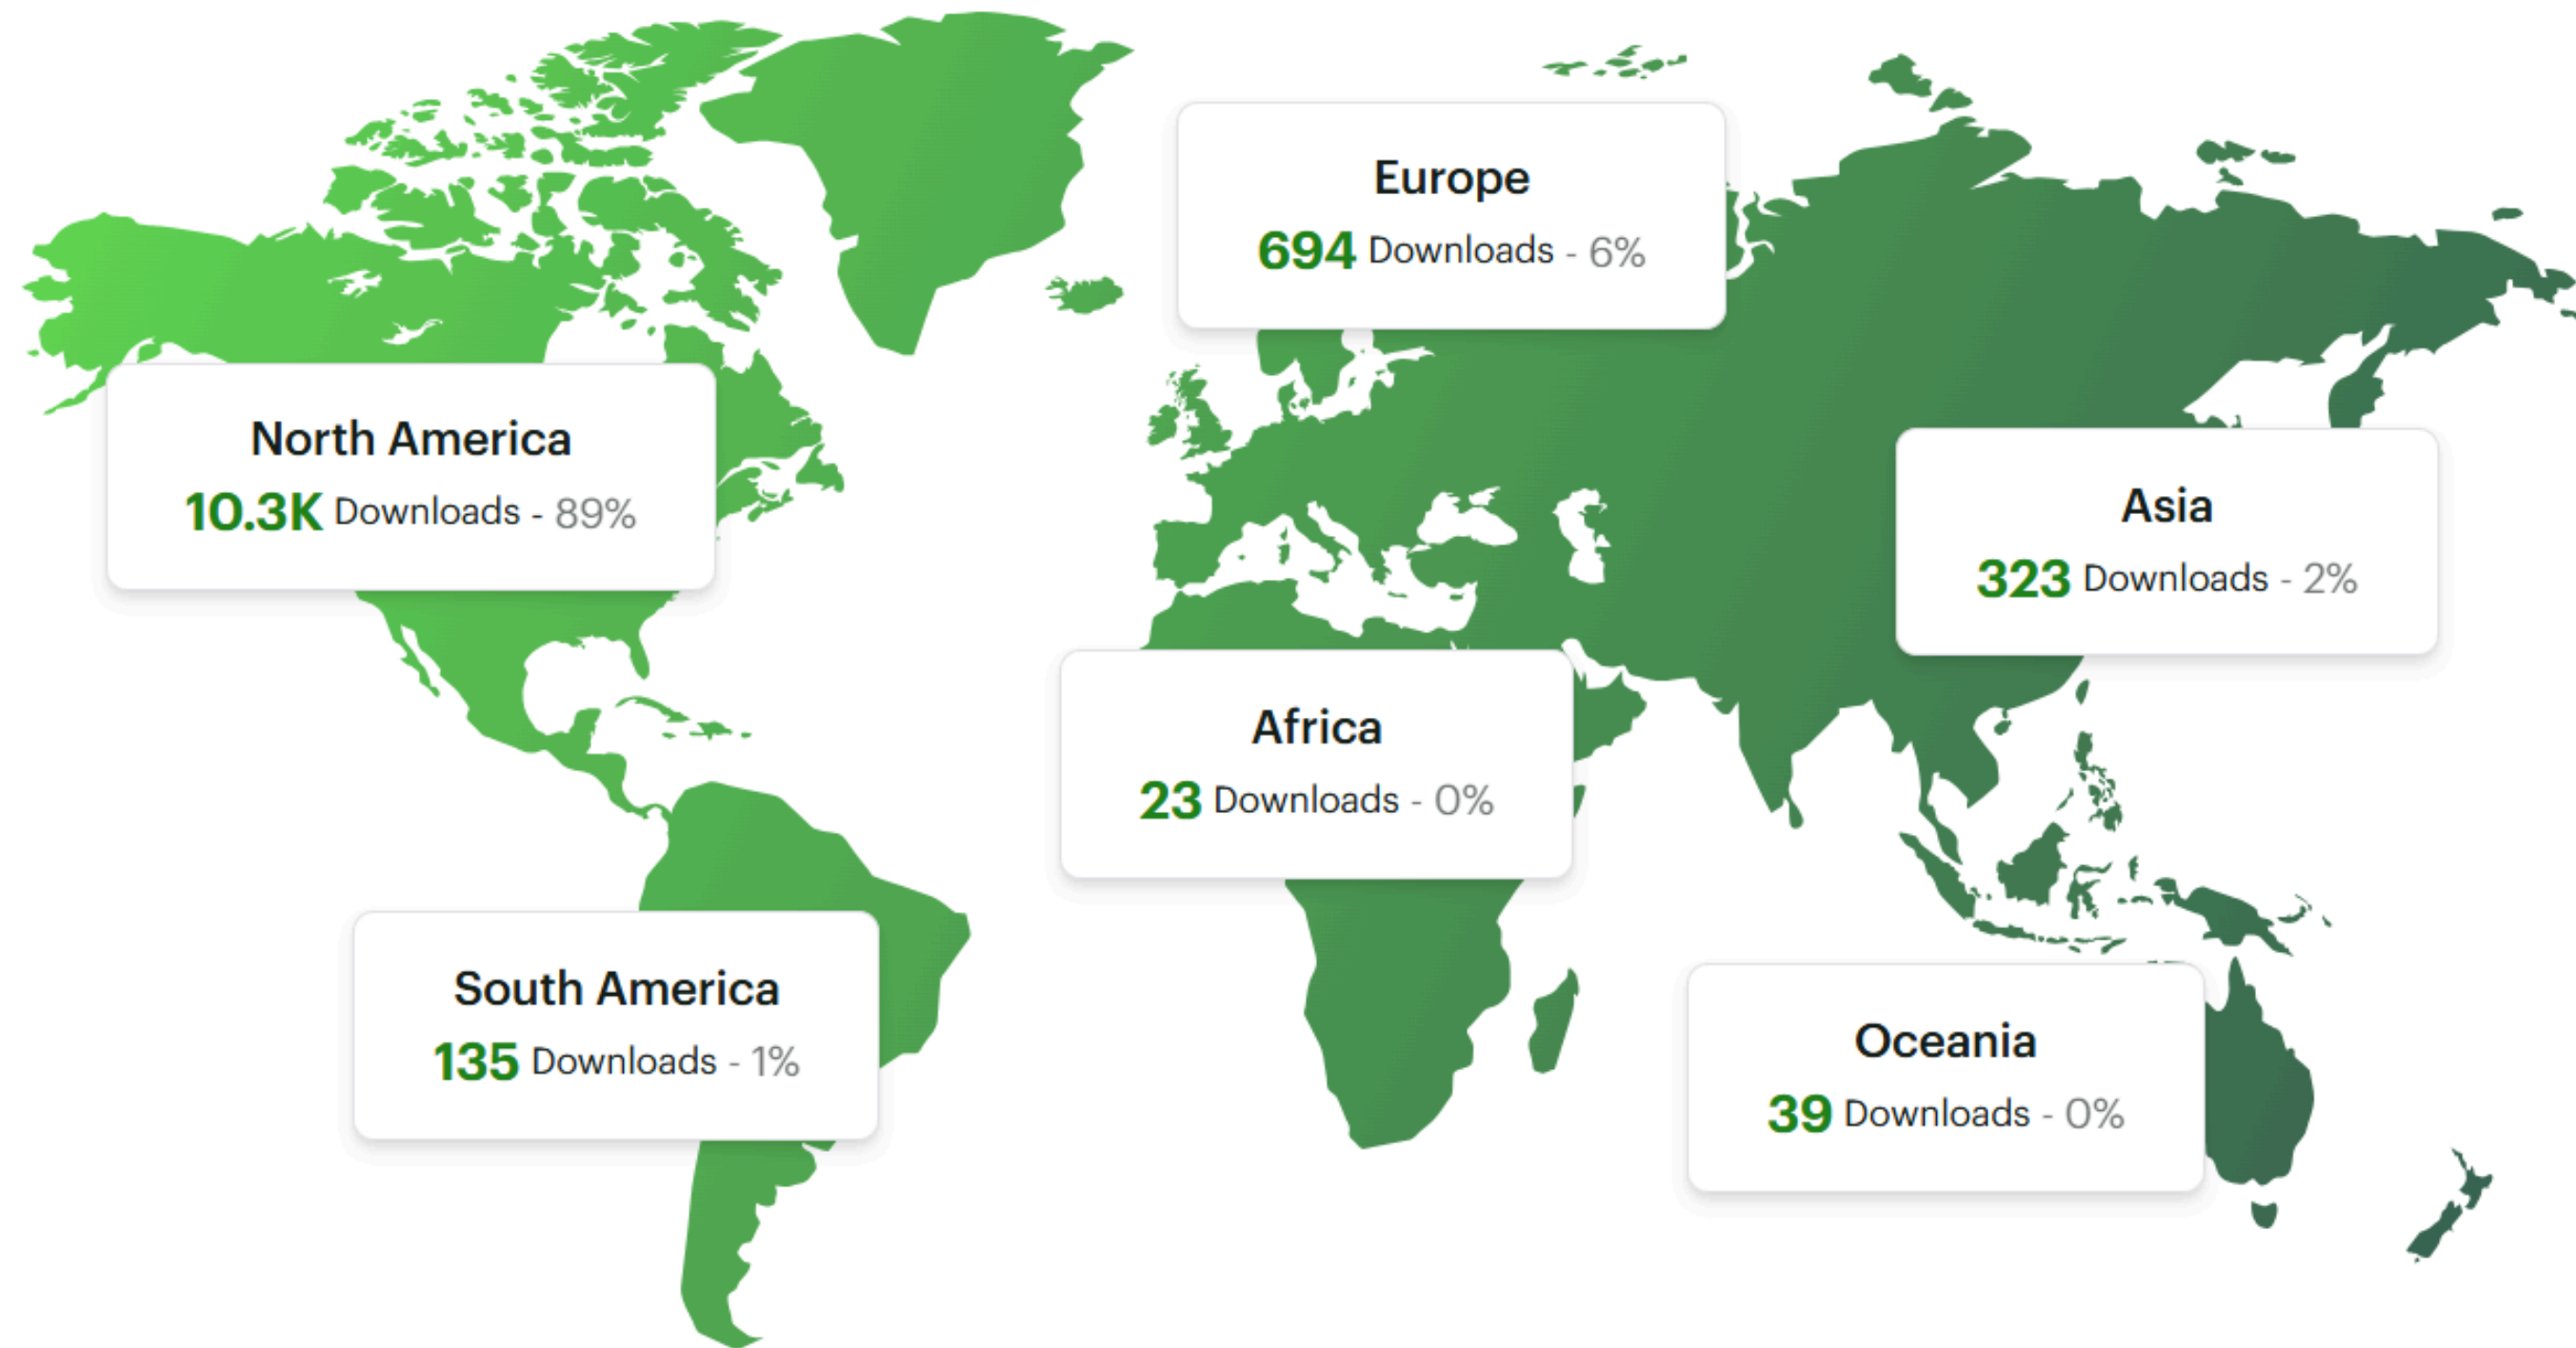 Europe
694 Downloads - 6%
North America
10.3K Downloads - 89%
Asia
323 Downloads - 2%
Africa
23 Downloads - 0%
South America
135 Downloads - 1%
Oceania
39 Downloads - 0%